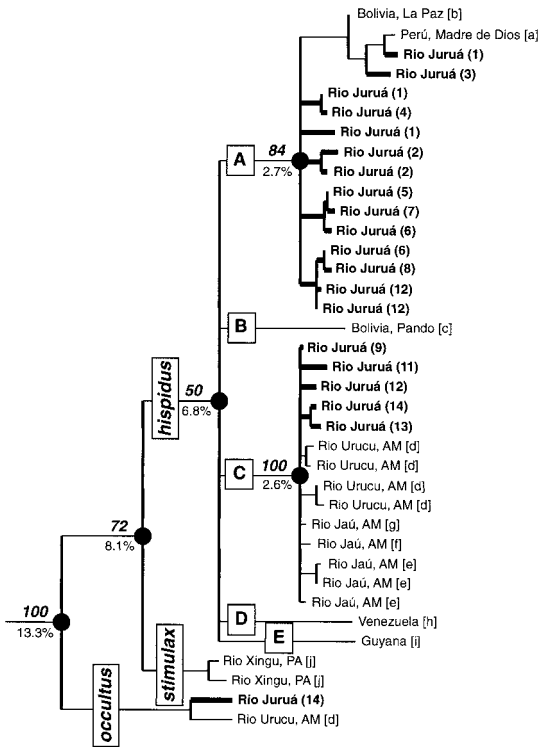 Bolivia, La Paz [b]
Perú, Madre de Dios [a]
Rio Juruá (1)
Rio Juruá (3)
Rio Juruá (1)
Rio Juruá (4)
Rio Juruá (1)
A
84
2.7%
Rio Juruá (2)
Rio Juruá (2)
Rio Juruá (5)
Rio Juruá (7)
Rio Juruá (6)
Rio Juruá (6)
Rio Juruá (8)
Rio Juruá (12)
Rio Juruá (12)
B
Bolivia, Pando [c]
Rio Juruá (9)
Rio Juruá (11)
hispidus
50
6.8%
Rio Juruá (12)
Rio Juruá (14)
Rio Juruá (13)
Rio Urucu, AM [d]
Rio Urucu, AM [d]
C
100
2.6%
Rio Urucu, AM [d]
Rio Urucu, AM [d]
Rio Jaú, AM [g]
72
8.1%
Rio Jaú, AM [f]
Rio Jaú, AM [e]
Rio Jaú, AM [e]
Rio Jaú, AM [e]
100
13.3%
D
Venezuela [h]
E
Guyana [i]
stimulax
Rio Xingu, PA [j]
Rio Xingu, PA [j]
occultus
Río Juruá (14)
Rio Urucu, AM [d]